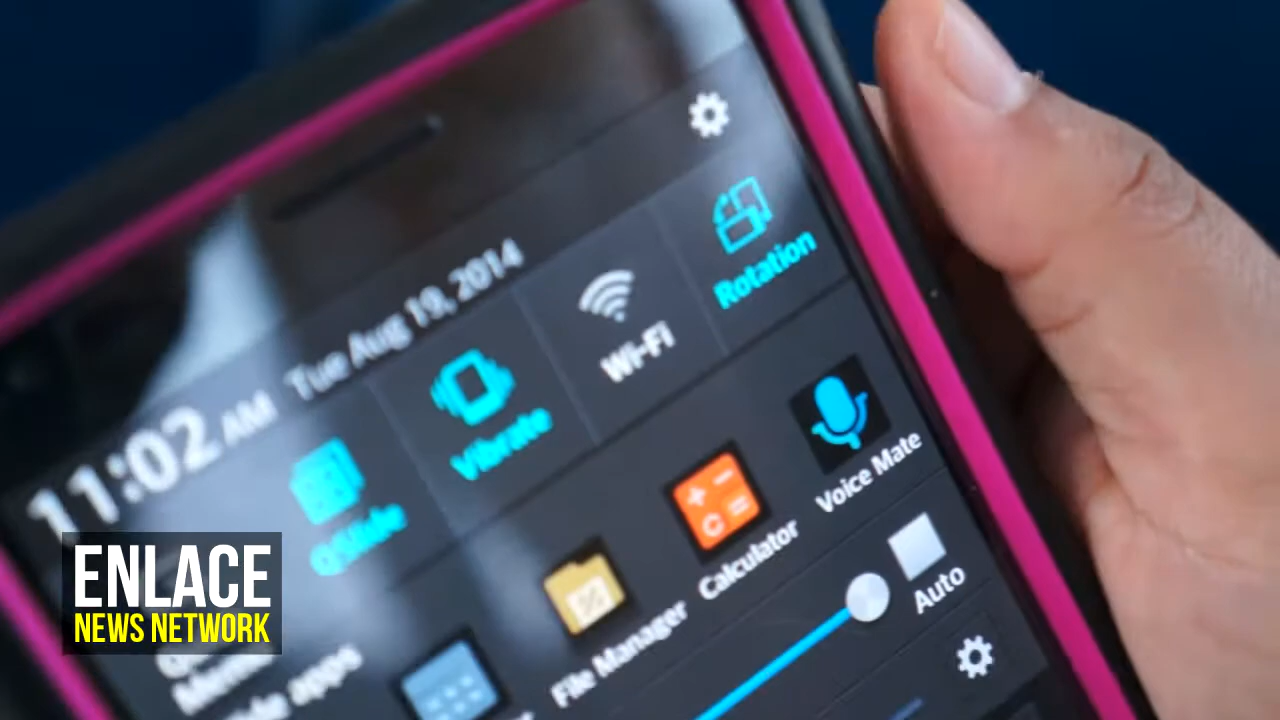 11:02 AM Tue Aug 19, 2014
QSlide Vibrate Wi-Fi Rotation
File Manager Calculator Voice Mate
apps
Auto
ENLACE
NEWS NETWORK